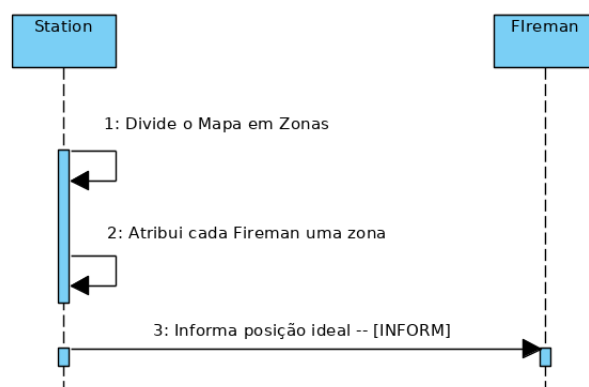 Station
FIreman
1: Divide o Mapa em Zonas
2: Atribui cada Fireman uma zona
3: Informa posição ideal -- [INFORM]